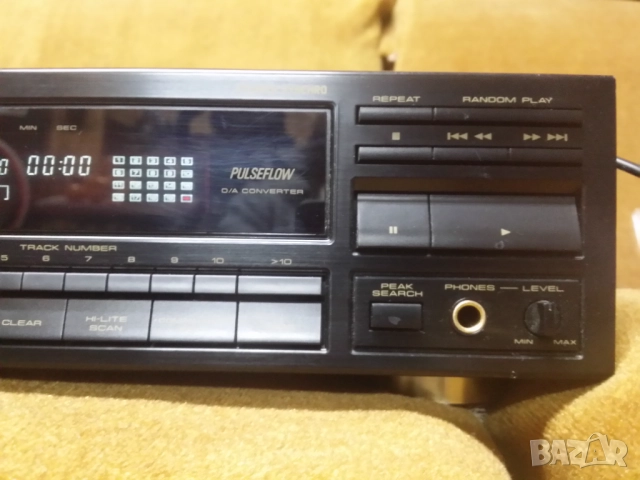 REPEAT RANDOM PLAY
MIN SEC
00:00
PULSEFLOW
D/A CONVERTER
TRACK NUMBER
5 6 7 8 9 10 >10
CLEAR
HI-LITE
SCAN
PEAK
SEARCH
PHONES LEVEL
MIN MAX
BAZAR